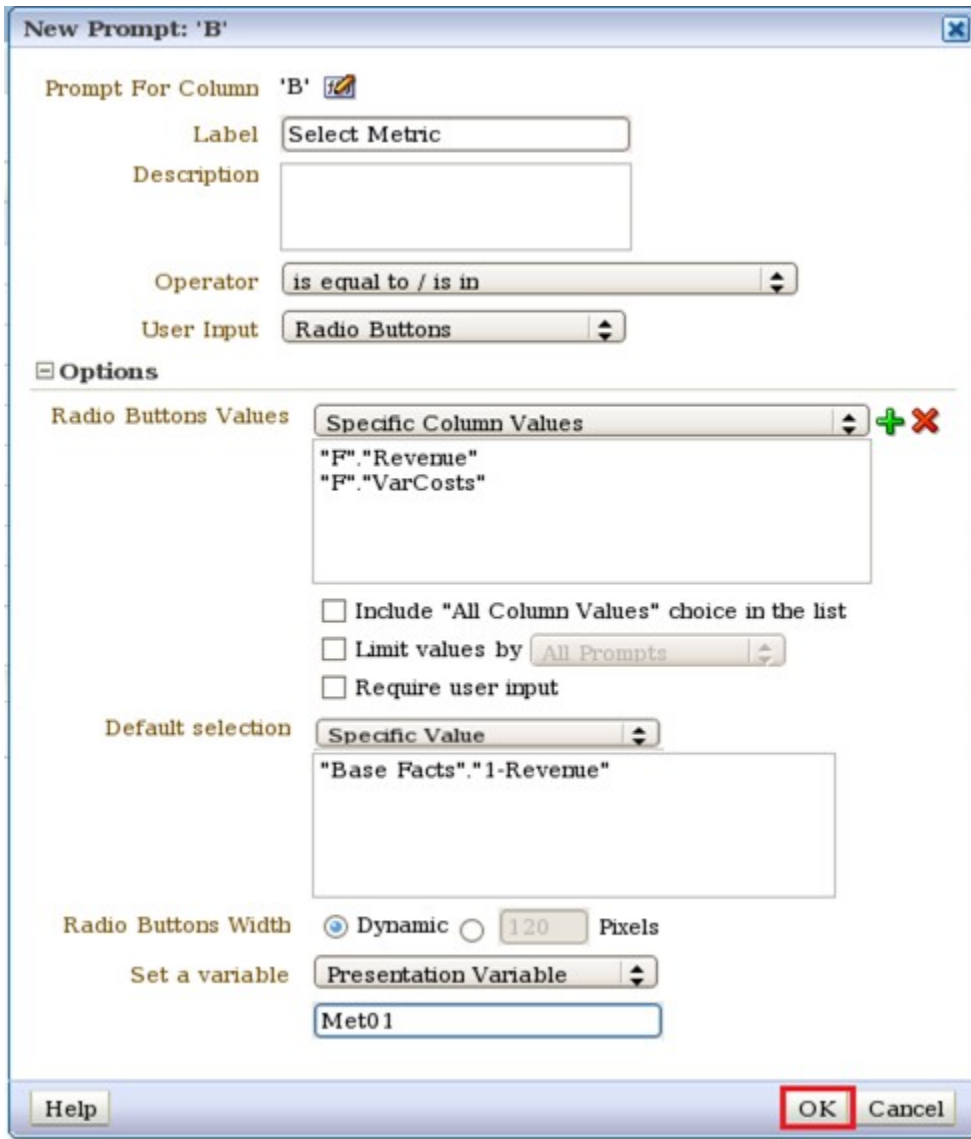 New Prompt: 'B'
Prompt For Column 'B'
Label Select Metric
Description
Operator is equal to / is in
User Input Radio Buttons
Options
Radio Buttons Values Specific Column Values
"F"."Revenue"
"F"."VarCosts"
Include "All Column Values" choice in the list
Limit values by All Prompts
Require user input
Default selection Specific Value
"Base Facts"."1-Revenue"
Radio Buttons Width Dynamic 120 Pixels
Set a variable Presentation Variable
Met01
Help OK Cancel